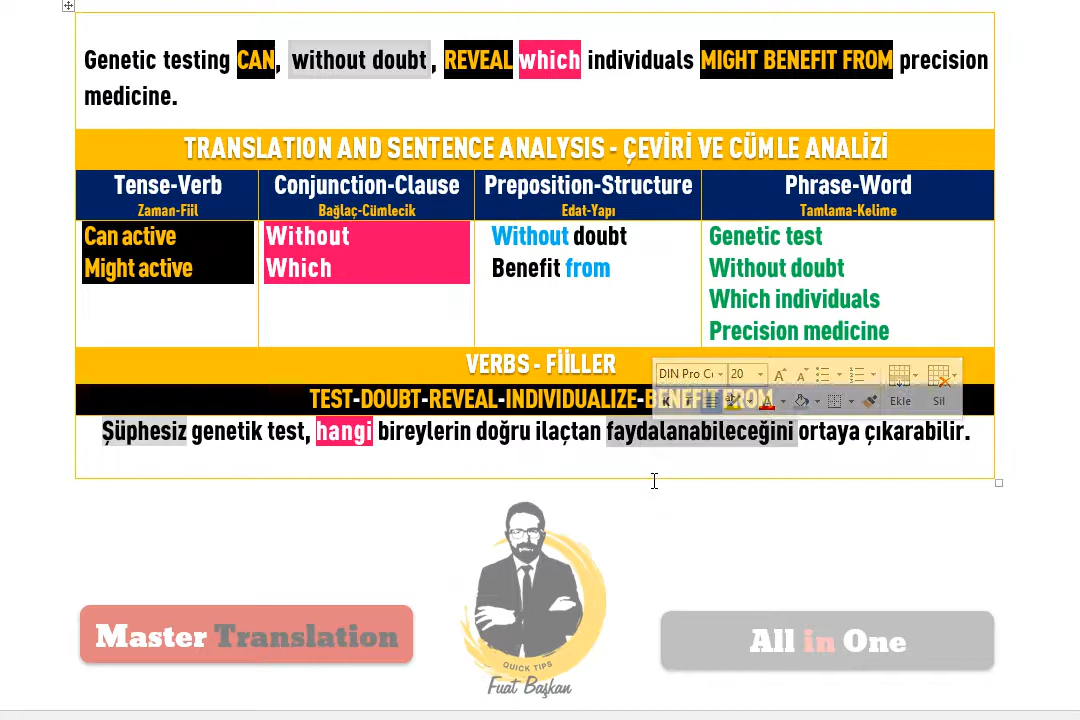 Genetic testing CAN, without doubt, REVEAL which individuals MIGHT BENEFIT FROM precision
medicine.
TRANSLATION AND SENTENCE ANALYSIS - ÇEVİRİ VE CÜMLE ANALİZİ
Tense-Verb Conjunction-Clause Preposition-Structure Phrase-Word
Zaman-Fiil Bağlaç-Cümlecik Edat-Yapı Tamlama-Kelime
Can active Without Without doubt Genetic test
Might active Which Benefit from Without doubt
Which individuals
Precision medicine
VERBS - FİİLLER
DIN Pro Cı 20
TEST-DOUBT-REVEAL-INDIVIDUALIZE-BENEFIT FROM
K Ekle Sil
Şüphesiz genetik test, hangi bireylerin doğru ilaçtan faydalanabileceğini ortaya çıkarabilir.
QUICK TIPS
Fuat Başkan
Master Translation
All in One